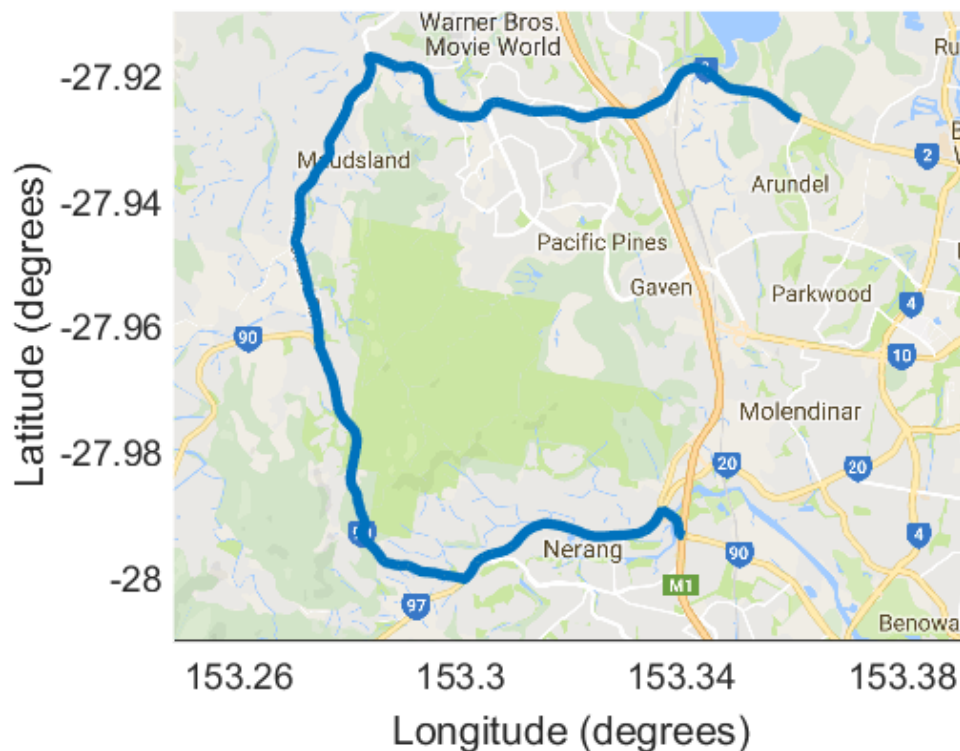 Warner Bros.
Movie World
Ru
-27.92
2
Maudsland
Arundel
-27.94
Pacific Pines
Gaven
Parkwood
4
Latitude (degrees)
-27.96
90
10
Molendinar
-27.98
20
20
Nerang
90
4
-28
97
M1
Benowa
153.26
153.3
153.34
153.38
Longitude (degrees)